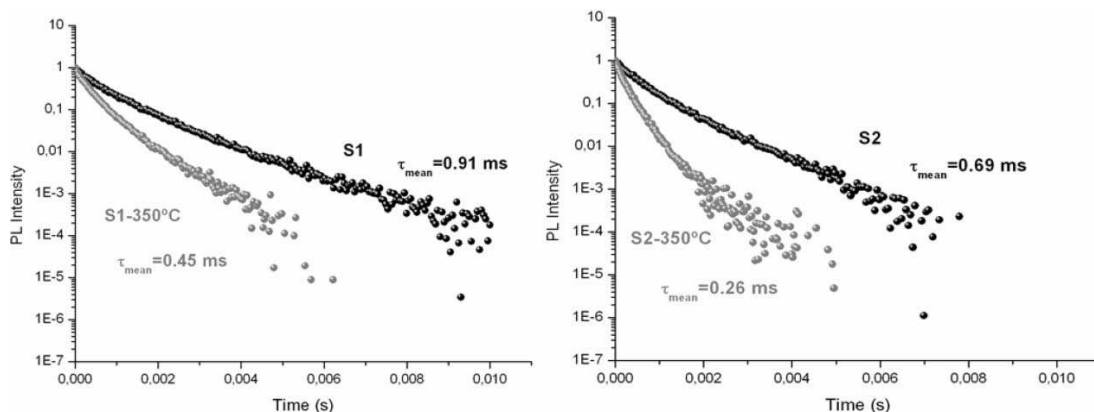 10
1
0,1
0,01
1E-3
1E-4
1E-5
1E-6
1E-7
PL Intensity
S1
τmean=0.91 ms
S1-350ºC
τmean=0.45 ms
0,000 0,002 0,004 0,006 0,008 0,010
Time (s)
10
1
0,1
0,01
1E-3
1E-4
1E-5
1E-6
1E-7
PL Intensity
S2
τmean=0.69 ms
S2-350ºC
τmean=0.26 ms
0,000 0,002 0,004 0,006 0,008 0,010
Time (s)